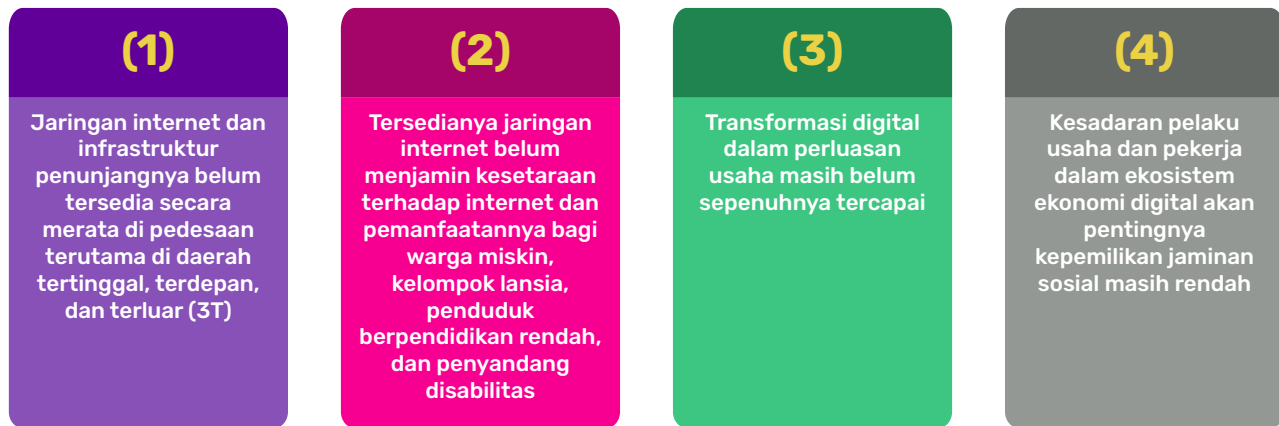 (1)
Jaringan internet dan
infrastruktur
penunjangnya belum
tersedia secara
merata di pedesaan
terutama di daerah
tertinggal, terdepan,
dan terluar (3T)
(2)
Tersedianya jaringan
internet belum
menjamin kesetaraan
terhadap internet dan
pemanfaatannya bagi
warga miskin,
kelompok lansia,
penduduk
berpendidikan rendah,
dan penyandang
disabilitas
(3)
Transformasi digital
dalam perluasan
usaha masih belum
sepenuhnya tercapai
(4)
Kesadaran pelaku
usaha dan pekerja
dalam ekosistem
ekonomi digital akan
pentingnya
kepemilikan jaminan
sosial masih rendah